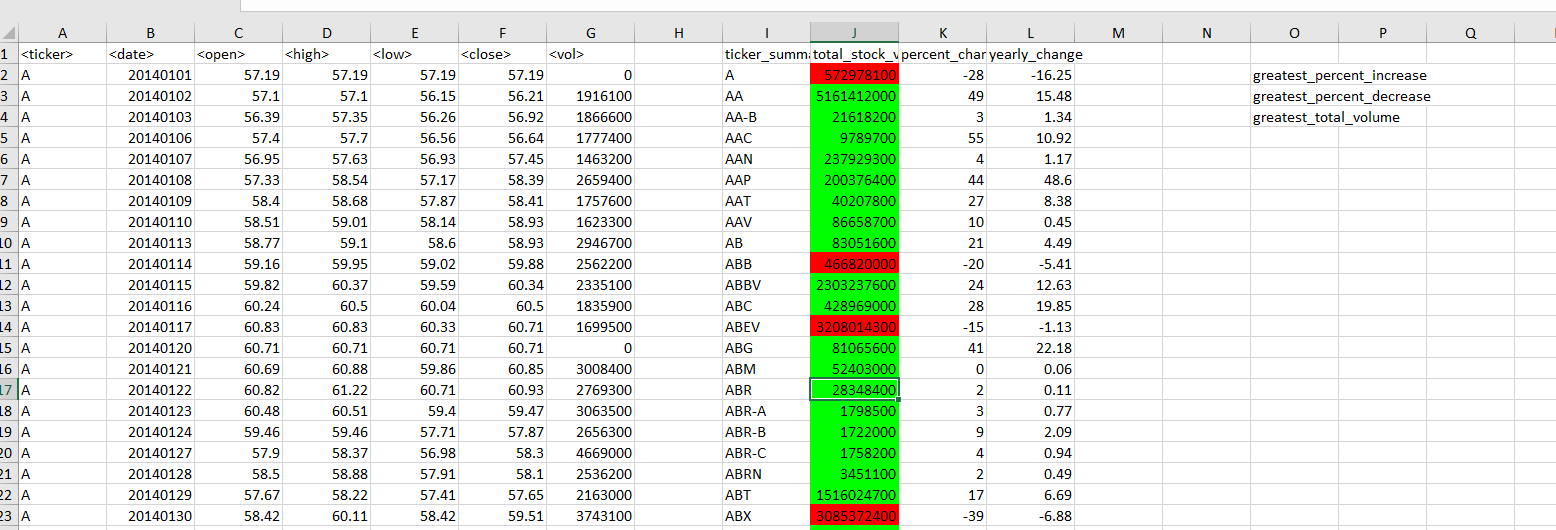 A B C D E F G H I J K L M N O P Q
1 <ticker> <date> <open> <high> <low> <close> <vol> ticker_summa total_stock_v percent_char yearly_change
2 A 20140101 57.19 57.19 57.19 57.19 0 A 572978100 -28 -16.25 greatest_percent_increase
3 A 20140102 57.1 57.1 56.15 56.21 1916100 AA 5161412000 49 15.48 greatest_percent_decrease
4 A 20140103 56.39 57.35 56.26 56.92 1866600 AA-B 21618200 3 1.34 greatest_total_volume
5 A 20140106 57.4 57.7 56.56 56.64 1777400 AAC 9789700 55 10.92
6 A 20140107 56.95 57.63 56.93 57.45 1463200 AAN 237929300 4 1.17
7 A 20140108 57.33 58.54 57.17 58.39 2659400 AAP 200376400 44 48.6
8 A 20140109 58.4 58.68 57.87 58.41 1757600 AAT 40207800 27 8.38
9 A 20140110 58.51 59.01 58.14 58.93 1623300 AAV 86658700 10 0.45
10 A 20140113 58.77 59.1 58.6 58.93 2946700 AB 83051600 21 4.49
11 A 20140114 59.16 59.95 59.02 59.88 2562200 ABB 466820000 -20 -5.41
12 A 20140115 59.82 60.37 59.59 60.34 2335100 ABBV 2303237600 24 12.63
13 A 20140116 60.24 60.5 60.04 60.5 1835900 ABC 428969000 28 19.85
14 A 20140117 60.83 60.83 60.33 60.71 1699500 ABEV 3208014300 -15 -1.13
15 A 20140120 60.71 60.71 60.71 60.71 0 ABG 81065600 41 22.18
16 A 20140121 60.69 60.88 59.86 60.85 3008400 ABM 52403000 0 0.06
17 A 20140122 60.82 61.22 60.71 60.93 2769300 ABR 28348400 2 0.11
18 A 20140123 60.48 60.51 59.4 59.47 3063500 ABR-A 1798500 3 0.77
19 A 20140124 59.46 59.46 57.71 57.87 2656300 ABR-B 1722000 9 2.09
20 A 20140127 57.9 58.37 56.98 58.3 4669000 ABR-C 1758200 4 0.94
21 A 20140128 58.5 58.88 57.91 58.1 2536200 ABRN 3451100 2 0.49
22 A 20140129 57.67 58.22 57.41 57.65 2163000 ABT 1516024700 17 6.69
23 A 20140130 58.42 60.11 58.42 59.51 3743100 ABX 3085372400 -39 -6.88